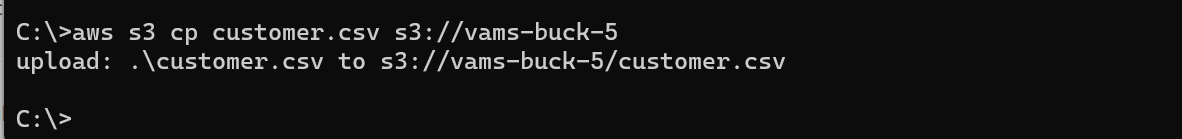 C:\>aws s3 cp customer.csv s3://vams-buck-5
upload: .\customer.csv to s3://vams-buck-5/customer.csv
C:\>